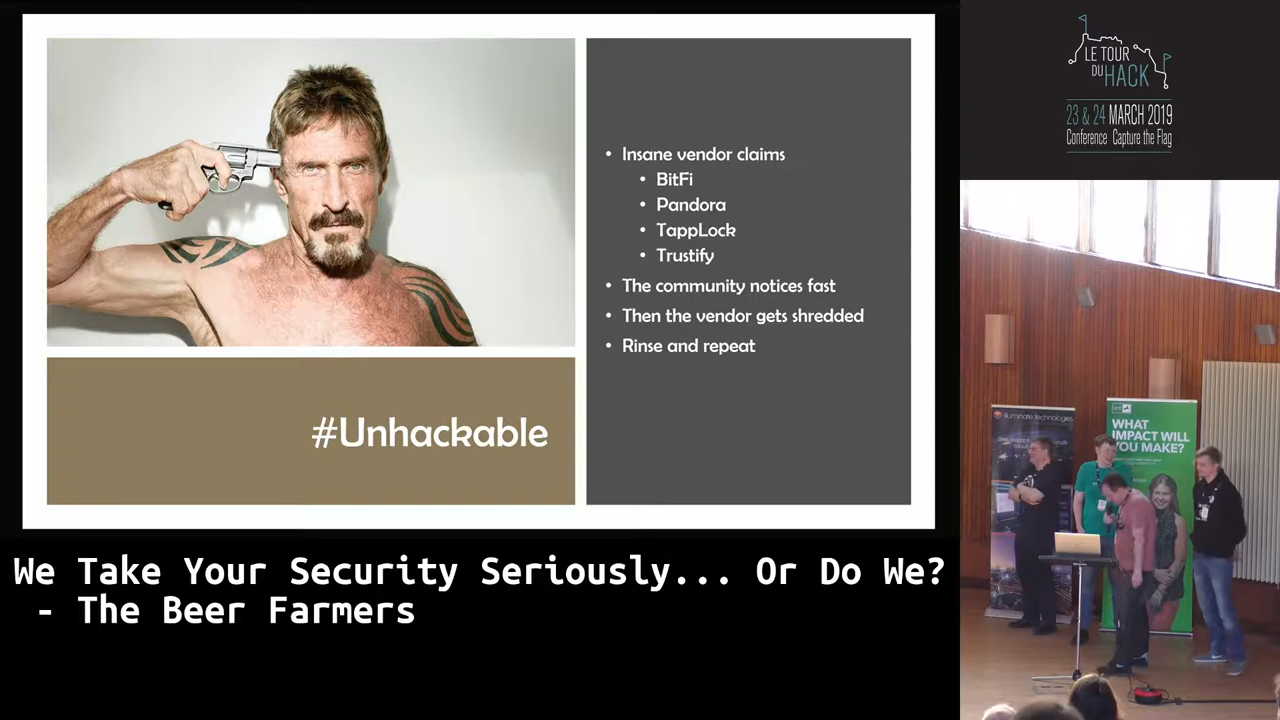 Insane vendor claims
BitFi
Pandora
TappLock
Trustify
The community notices fast
Then the vendor gets shredded
Rinse and repeat
#Unhackable
We Take Your Security Seriously... Or Do We?
- The Beer Farmers
LE TOUR
DU HACK
23 & 24 MARCH 2019
Conference Capture the Flag
illuminate technologies
WHAT
IMPACT WILL
YOU MAKE?